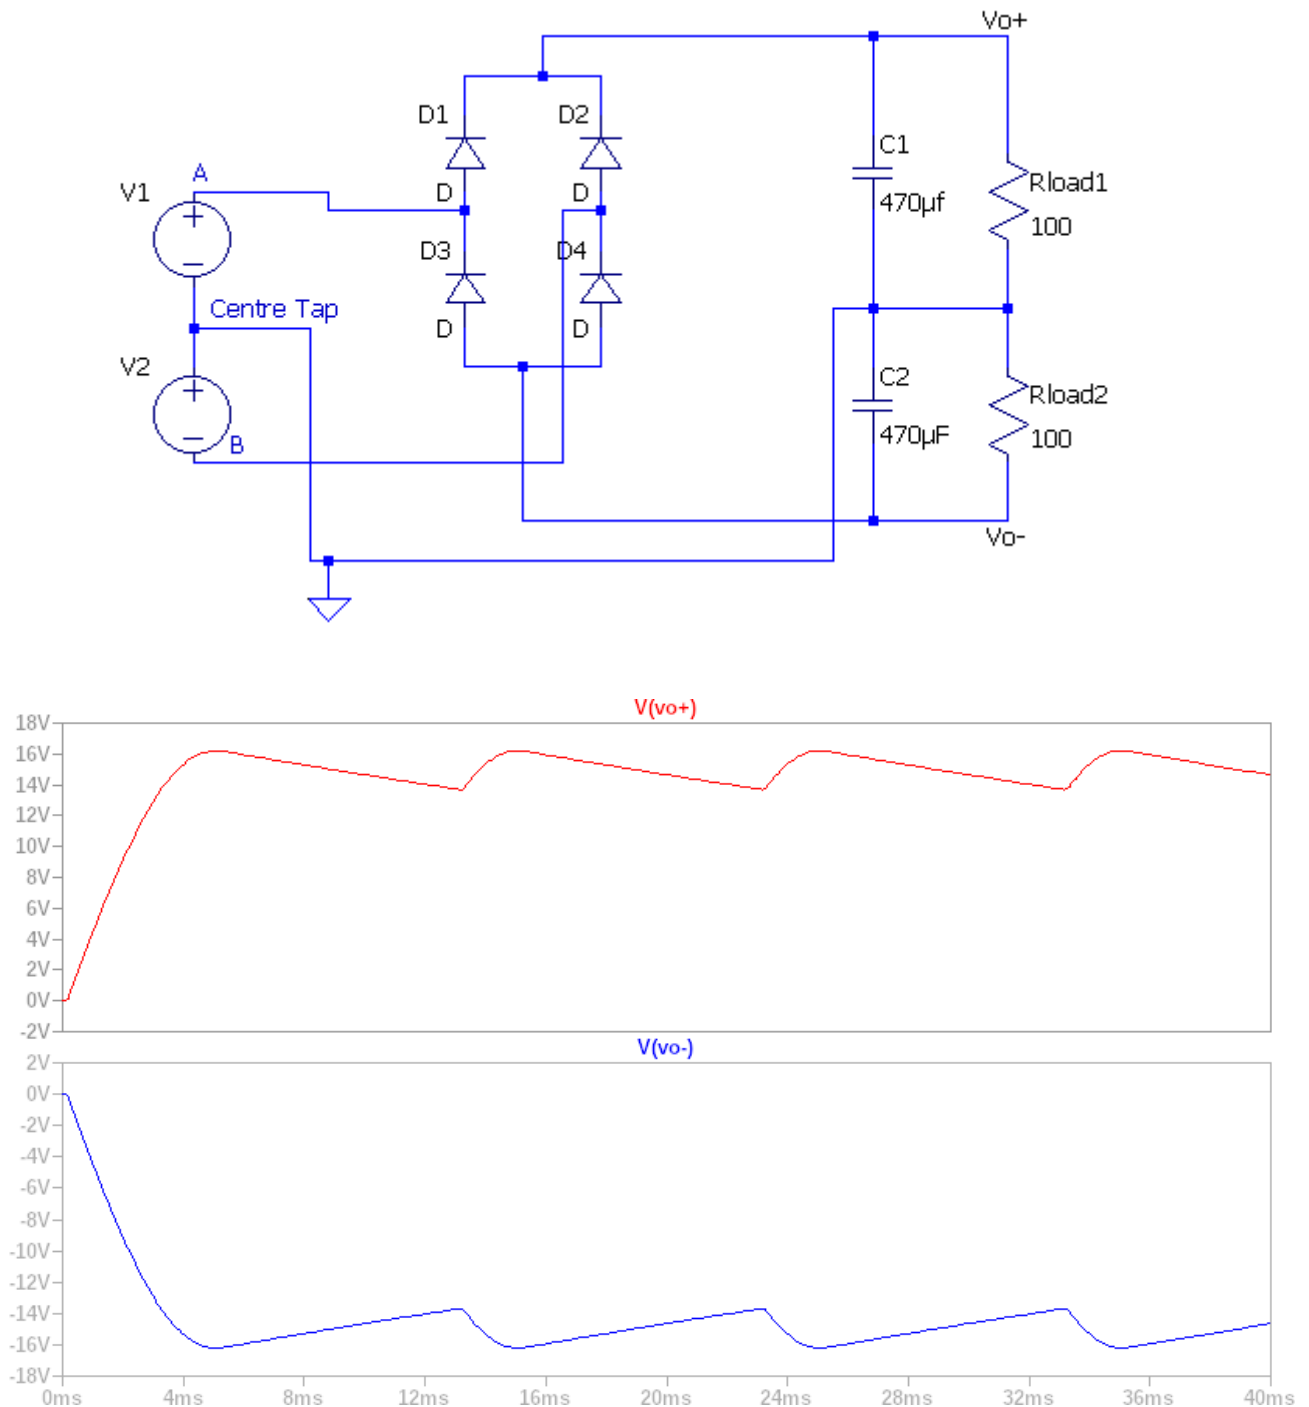 Vo+
D1
D2
C1
A
V1
D
D
Rload1
470µf
100
D3
D4
Centre Tap
D
D
V2
C2
Rload2
B
470µF
100
Vo-
V(vo+)
18V
16V
14V
12V
10V
8V
6V
4V
2V
0V
-2V
V(vo-)
2V
0V
-2V
-4V
-6V
-8V
-10V
-12V
-14V
-16V
-18V
0ms 4ms 8ms 12ms 16ms 20ms 24ms 28ms 32ms 36ms 40ms